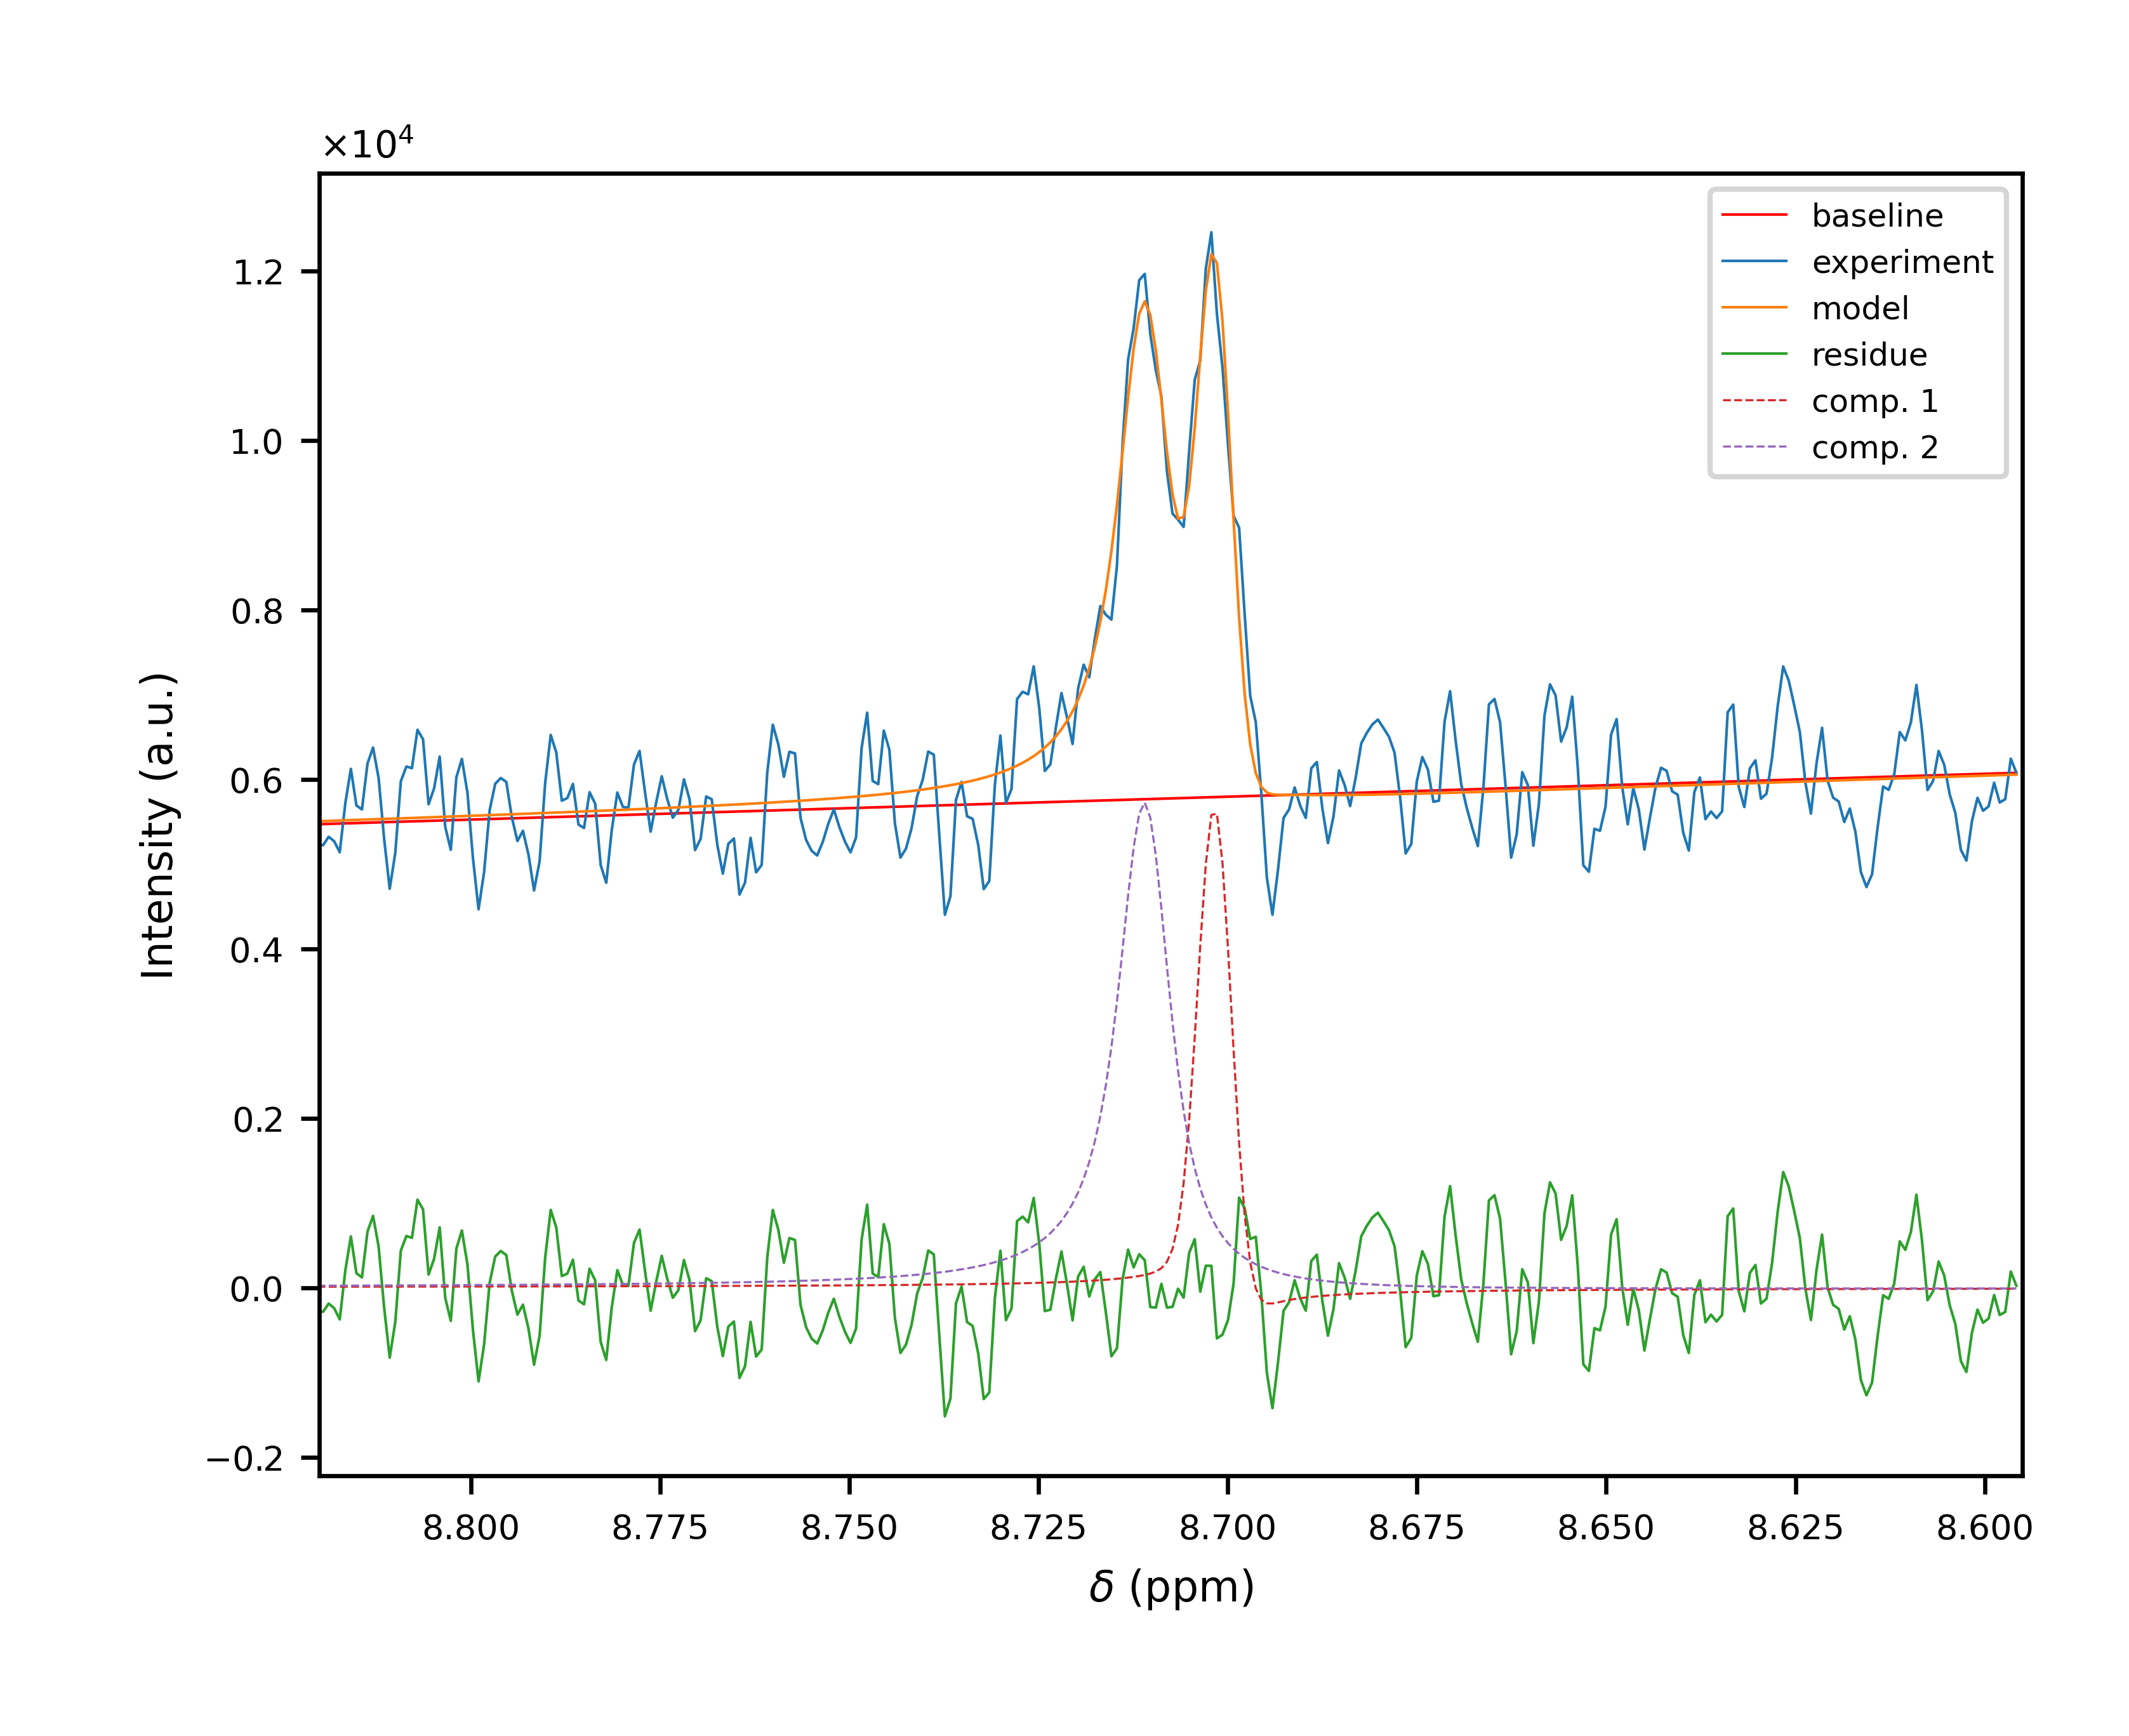 ×10⁴
baseline
experiment
model
residue
comp. 1
comp. 2
1.2
1.0
0.8
0.6
0.4
0.2
0.0
−0.2
Intensity (a.u.)
8.800 8.775 8.750 8.725 8.700 8.675 8.650 8.625 8.600
δ (ppm)